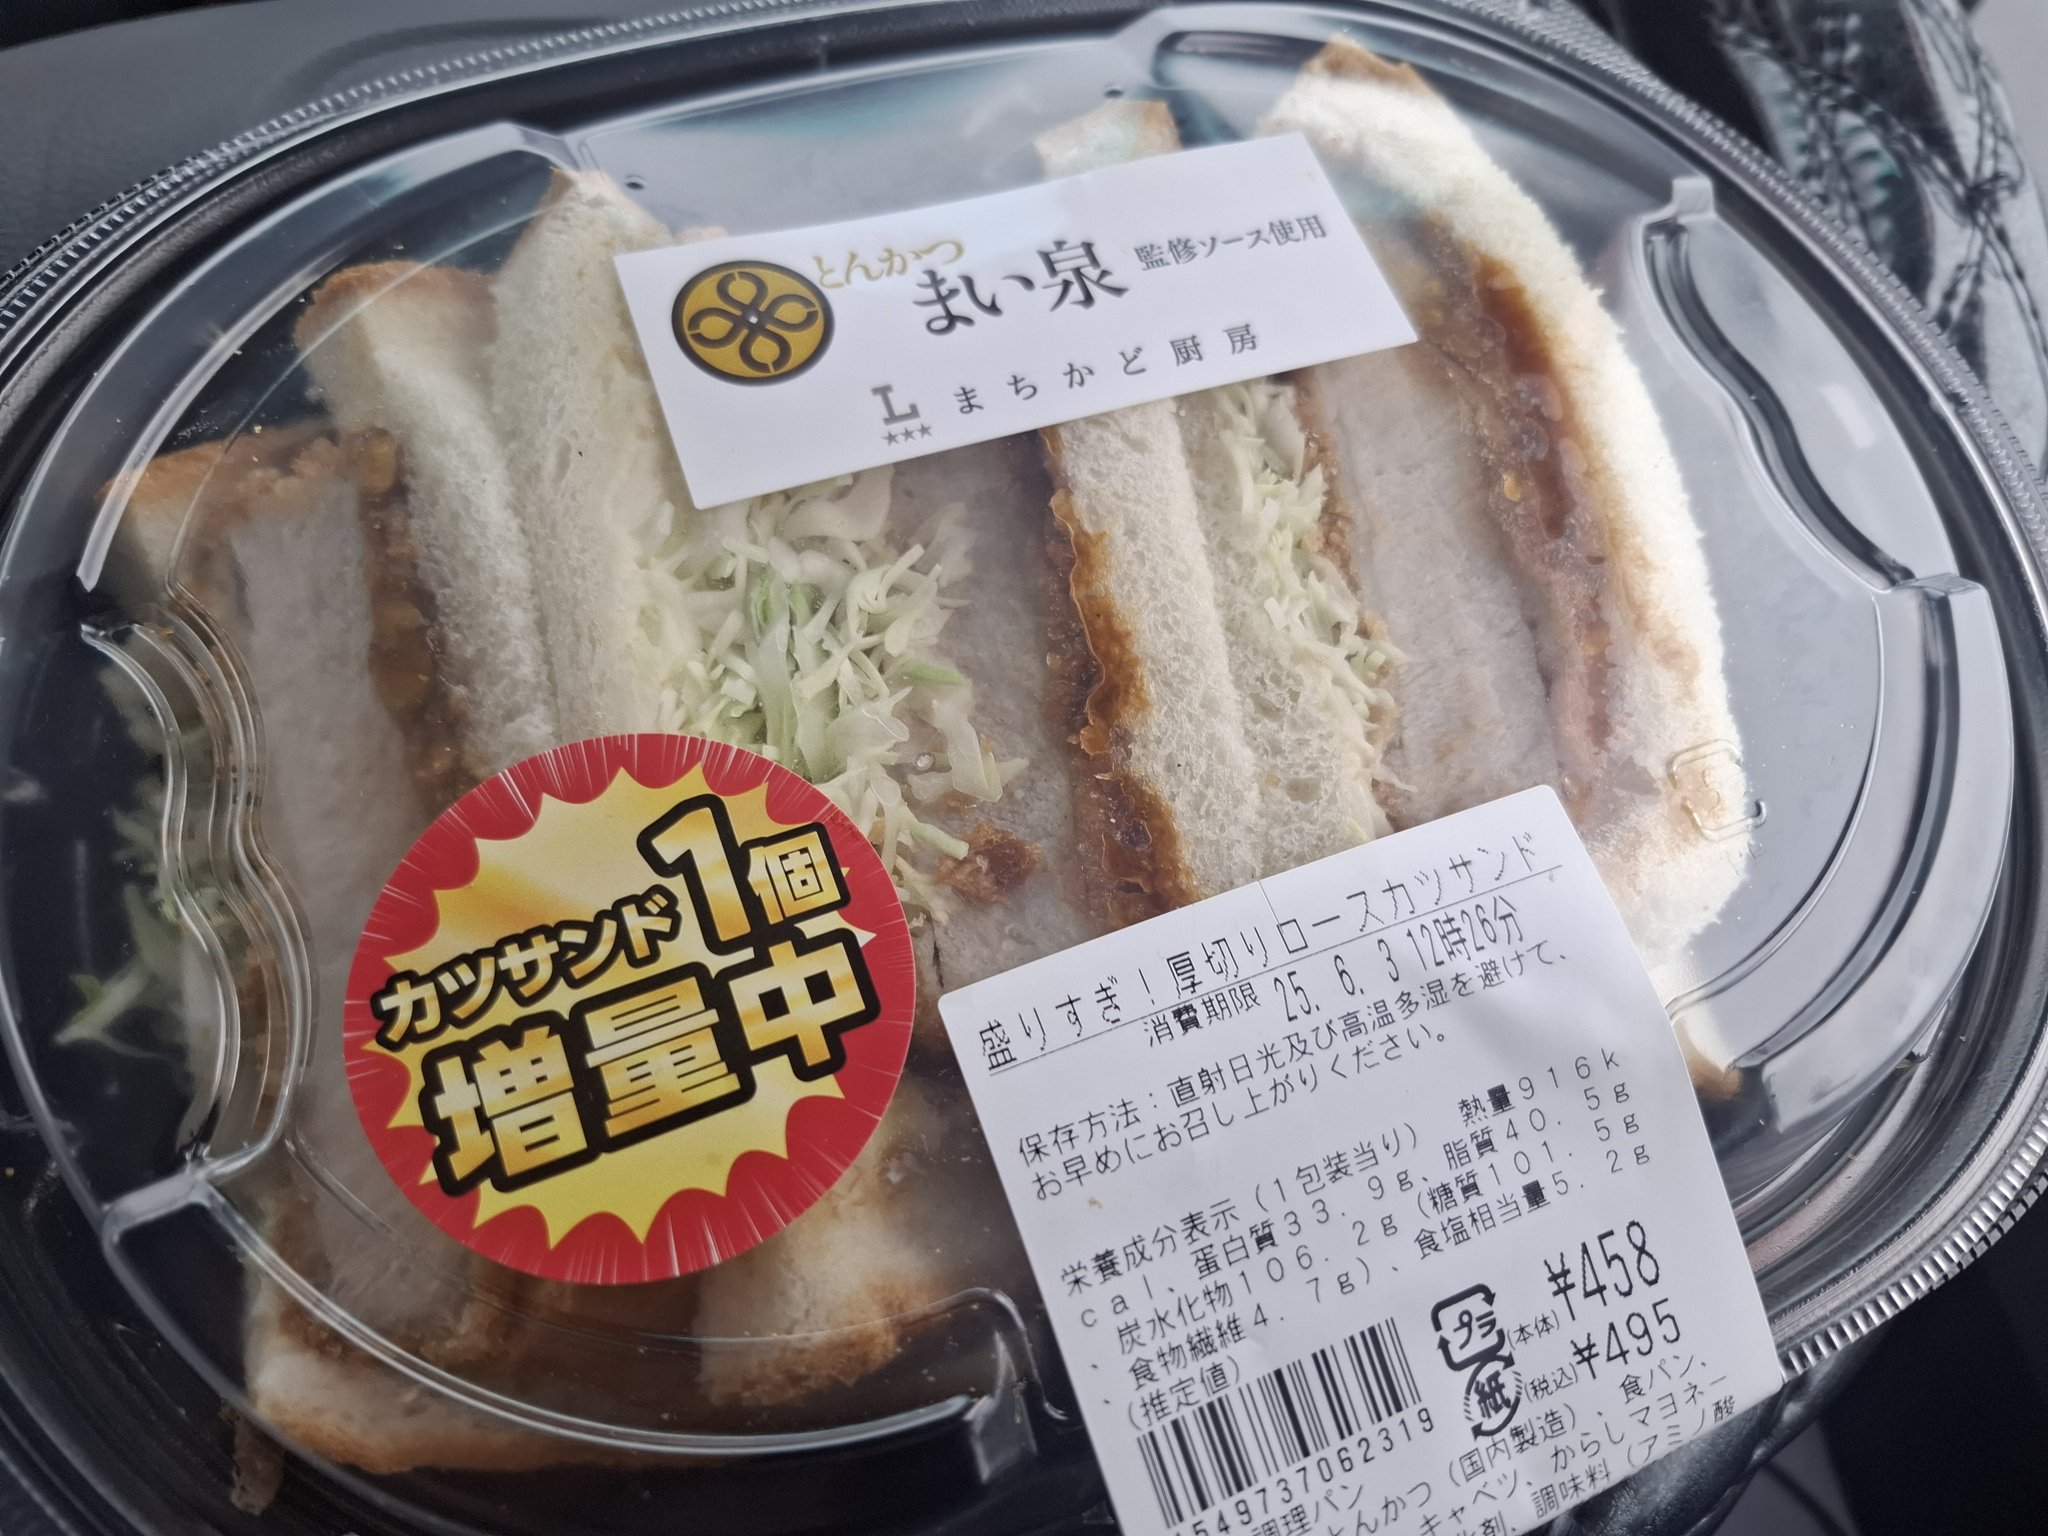 とんかつ
まい泉 監修ソース使用
L まちかど厨房
カツサンド1個
増量中
盛りすぎ！厚切りロースカツサンド
消費期限 25. 6. 3 12時26分
保存方法：直射日光及び高温多湿を避けて、
お早めにお召し上がりください。
栄養成分表示（1包装当り） 熱量916k
cal、蛋白質33.9g、脂質40.5g
、炭水化物106.2g（糖質101.5g
、食物繊維4.7g）、食塩相当量5.2g
（推定値）
プラ
紙
(本体) ¥458
(税込) ¥495
549737062319
調理パン
とんかつ（国内製造）、食パン、
キャベツ、からしマヨネー
剤、調味料（アミノ酸